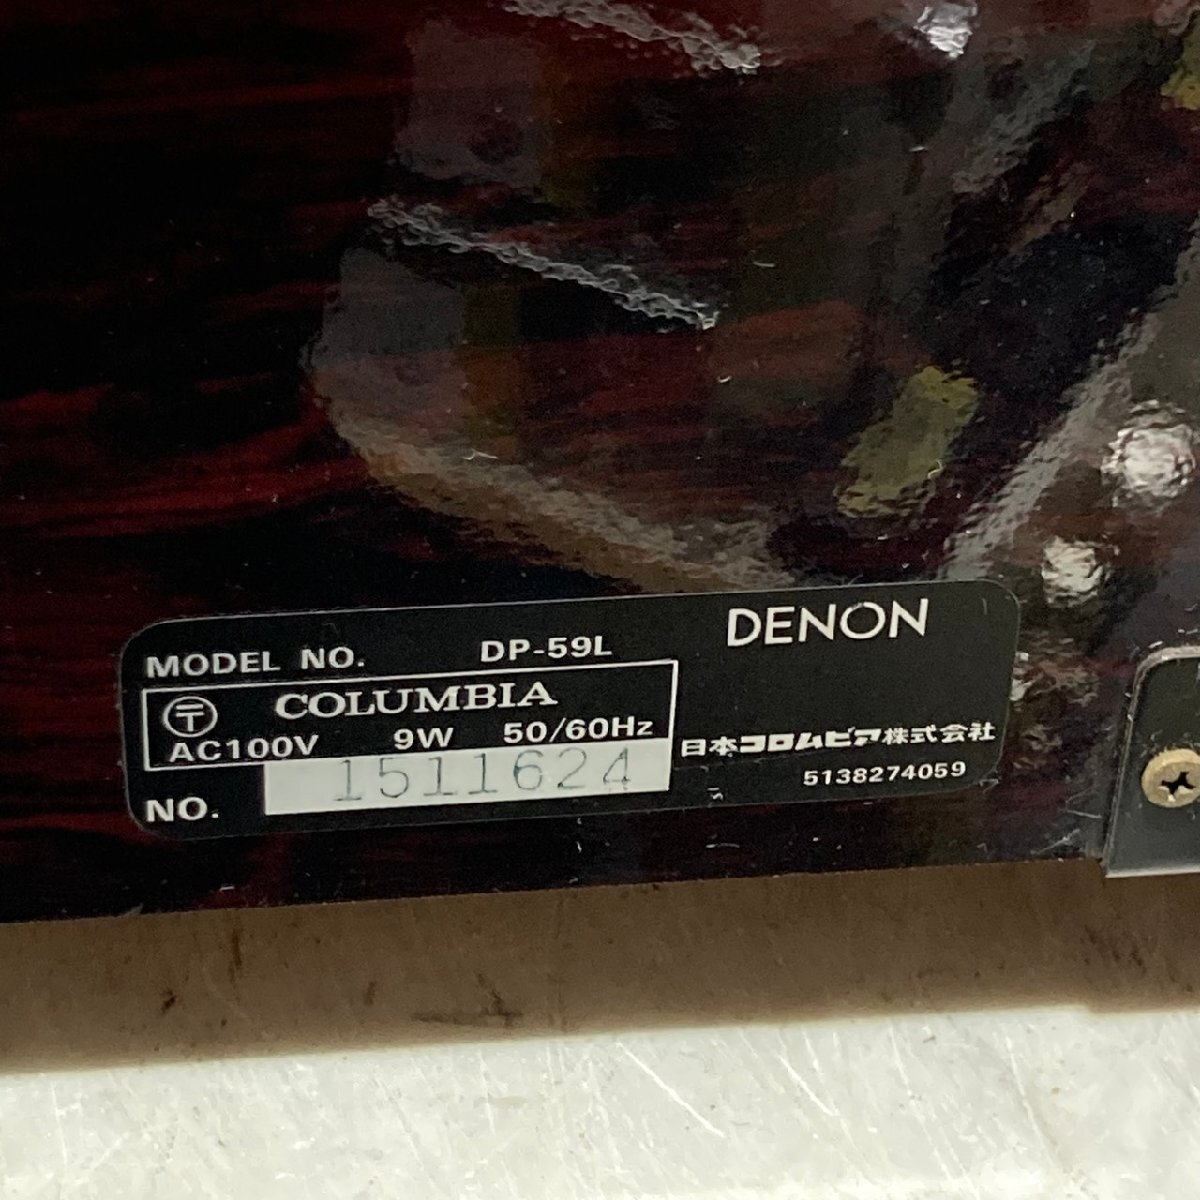 DENON
MODEL NO. DP-59L
〒 COLUMBIA
AC100V 9W 50/60Hz
日本コロムビア株式会社
NO. 1511624
5138274059